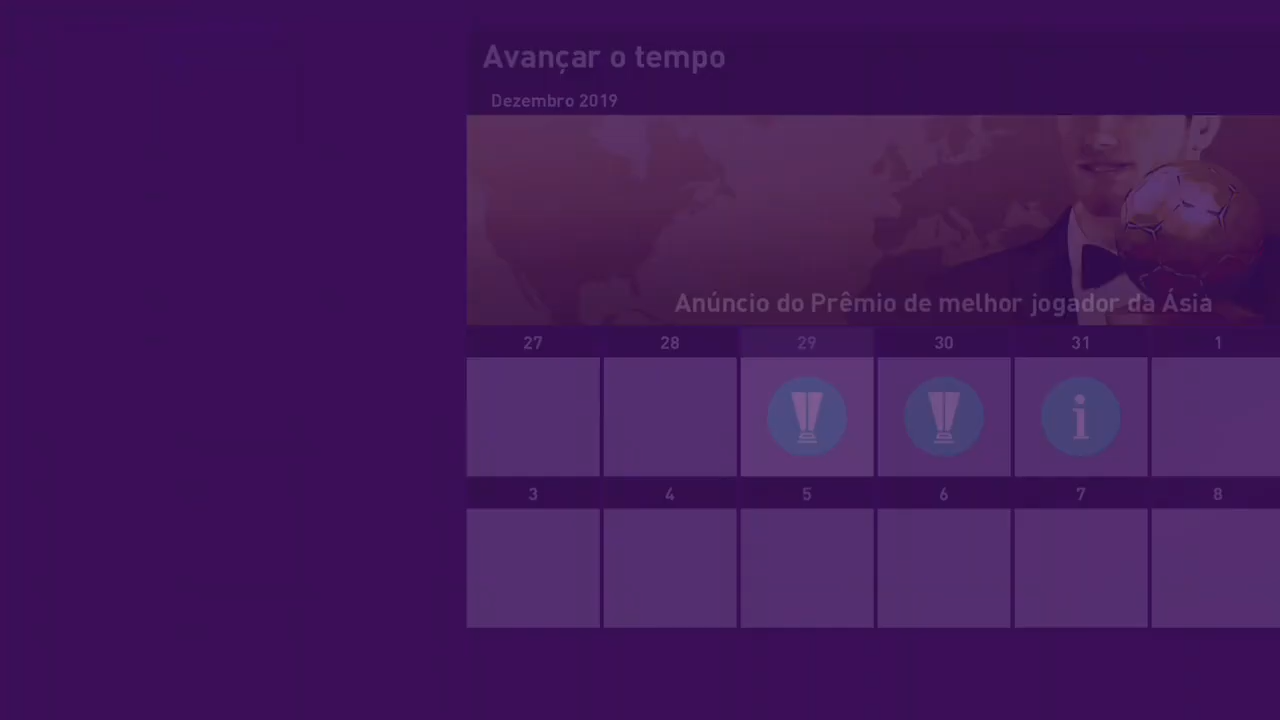 Avançar o tempo
Dezembro 2019
Anúncio do Prêmio de melhor jogador da Ásia
27 28 29 30 31 1
3 4 5 6 7 8